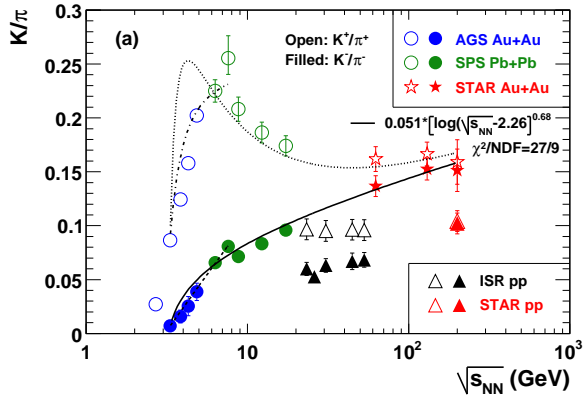 K/π
0.3
0.25
0.2
0.15
0.1
0.05
0
(a)
Open: K⁺/π⁺
Filled: K⁻/π⁻
AGS Au+Au
SPS Pb+Pb
STAR Au+Au
0.051*[log(√sNN-2.26]^0.68
χ²/NDF=27/9
ISR pp
STAR pp
1 10 10² 10³
√sNN (GeV)